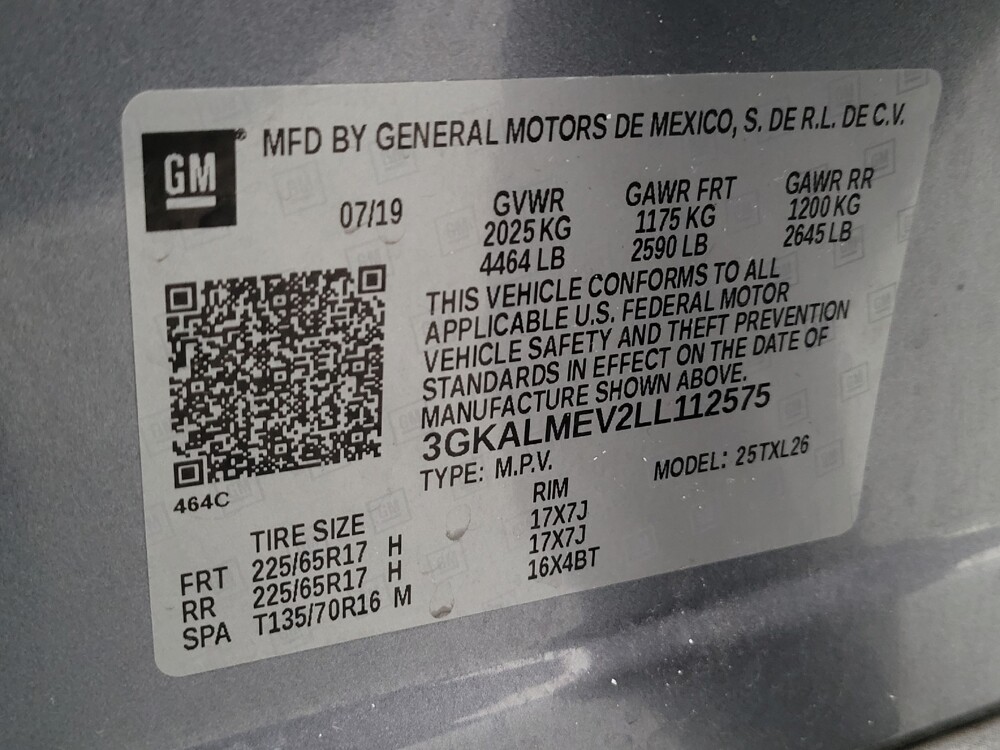 GM
MFD BY GENERAL MOTORS DE MEXICO, S. DE R.L. DE C.V.
07/19
GVWR
2025 KG
4464 LB
GAWR FRT
1175 KG
2590 LB
GAWR RR
1200 KG
2645 LB
THIS VEHICLE CONFORMS TO ALL
APPLICABLE U.S. FEDERAL MOTOR
VEHICLE SAFETY AND THEFT PREVENTION
STANDARDS IN EFFECT ON THE DATE OF
MANUFACTURE SHOWN ABOVE.
3GKALMEV2LL112575
TYPE: M.P.V. MODEL: 25TXL26
464C
TIRE SIZE RIM
FRT 225/65R17 H 17X7J
RR 225/65R17 H 17X7J
SPA T135/70R16 M 16X4BT